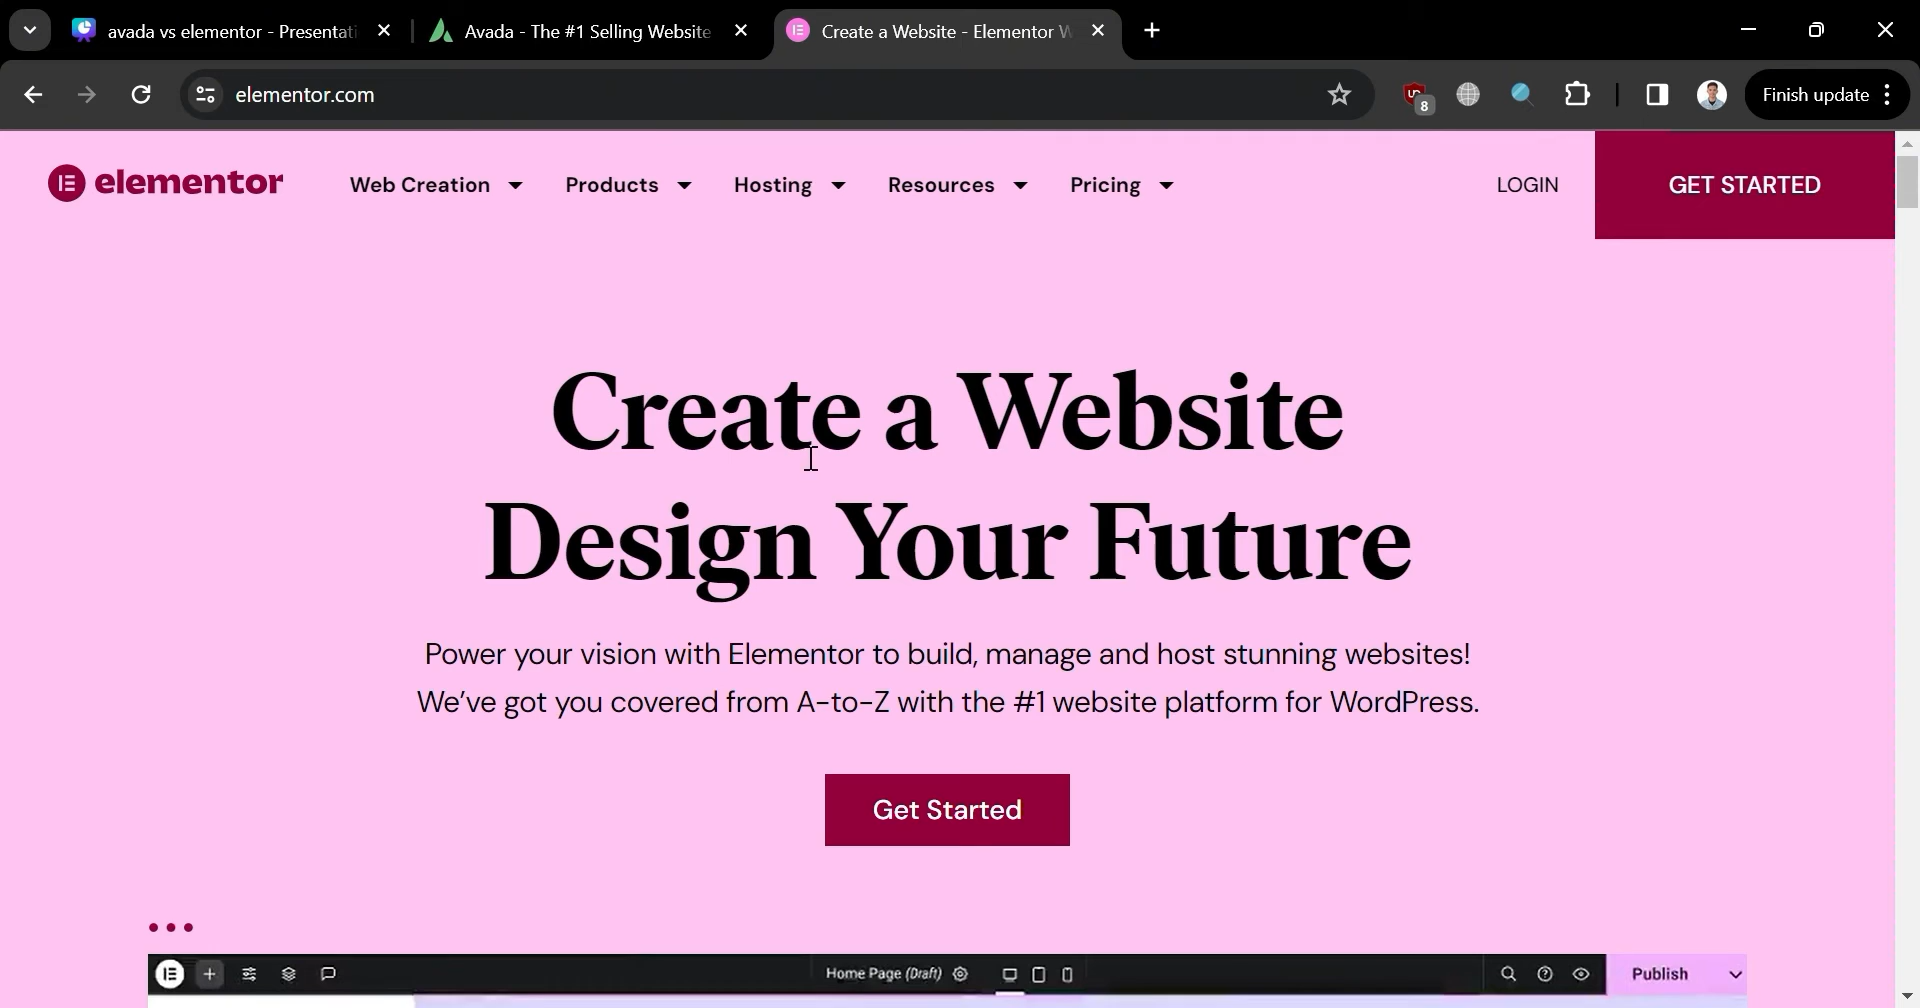 avada vs elementor - Presentati
Avada - The #1 Selling Website
Create a Website - Elementor W
elementor.com
8
Finish update
elementor
Web Creation
Products
Hosting
Resources
Pricing
LOGIN
GET STARTED
Create a Website
Design Your Future
Power your vision with Elementor to build, manage and host stunning websites!
We've got you covered from A-to-Z with the #1 website platform for WordPress.
Get Started
Home Page (Draft)
Publish